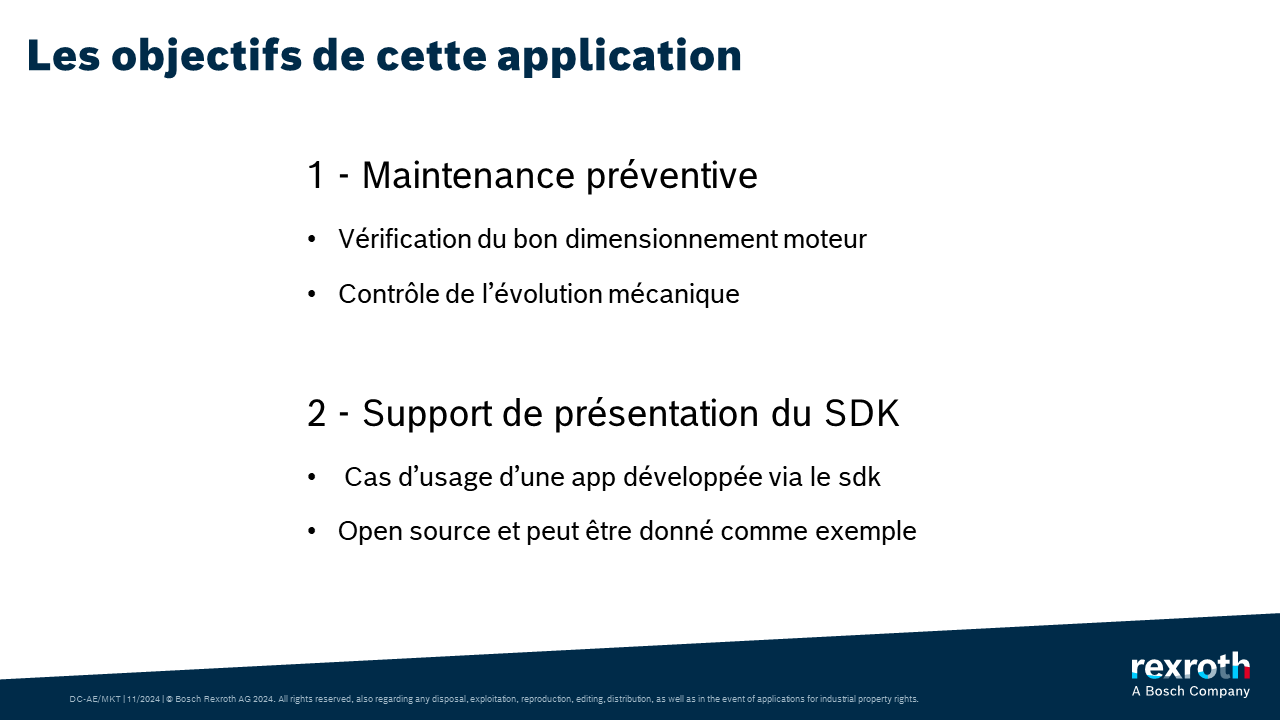 Les objectifs de cette application
1 - Maintenance préventive
• Vérification du bon dimensionnement moteur
• Contrôle de l’évolution mécanique
2 - Support de présentation du SDK
• Cas d’usage d’une app développée via le sdk
• Open source et peut être donné comme exemple
rexroth
A Bosch Company
DC-AE/MKT | 11/2024 | © Bosch Rexroth AG 2024. All rights reserved, also regarding any disposal, exploitation, reproduction, editing, distribution, as well as in the event of applications for industrial property rights.